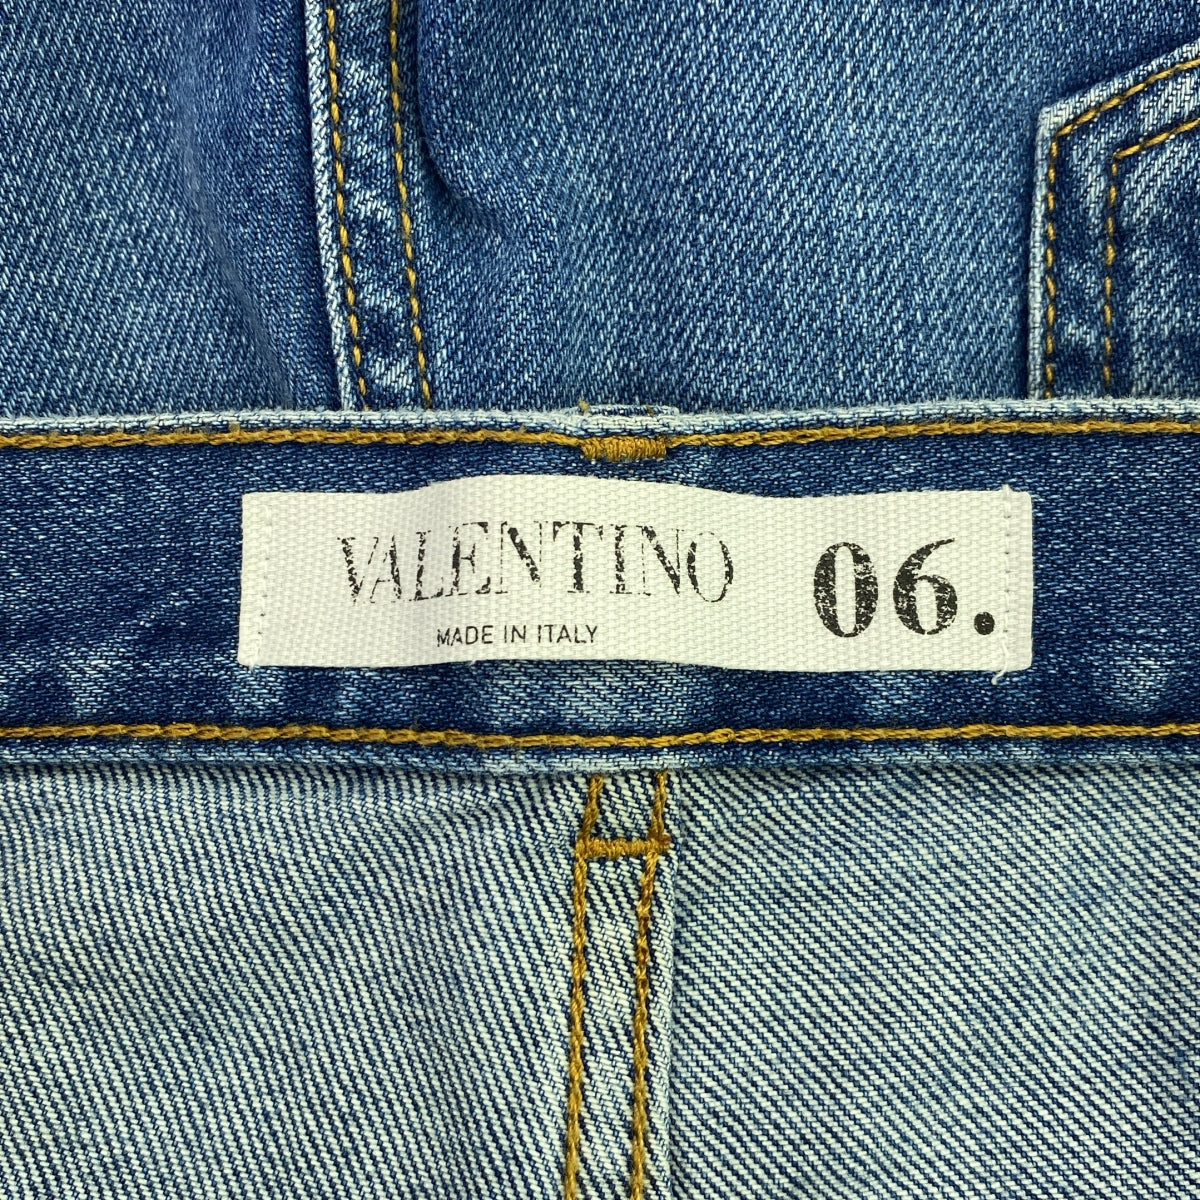 VALENTINO 06.
MADE IN ITALY